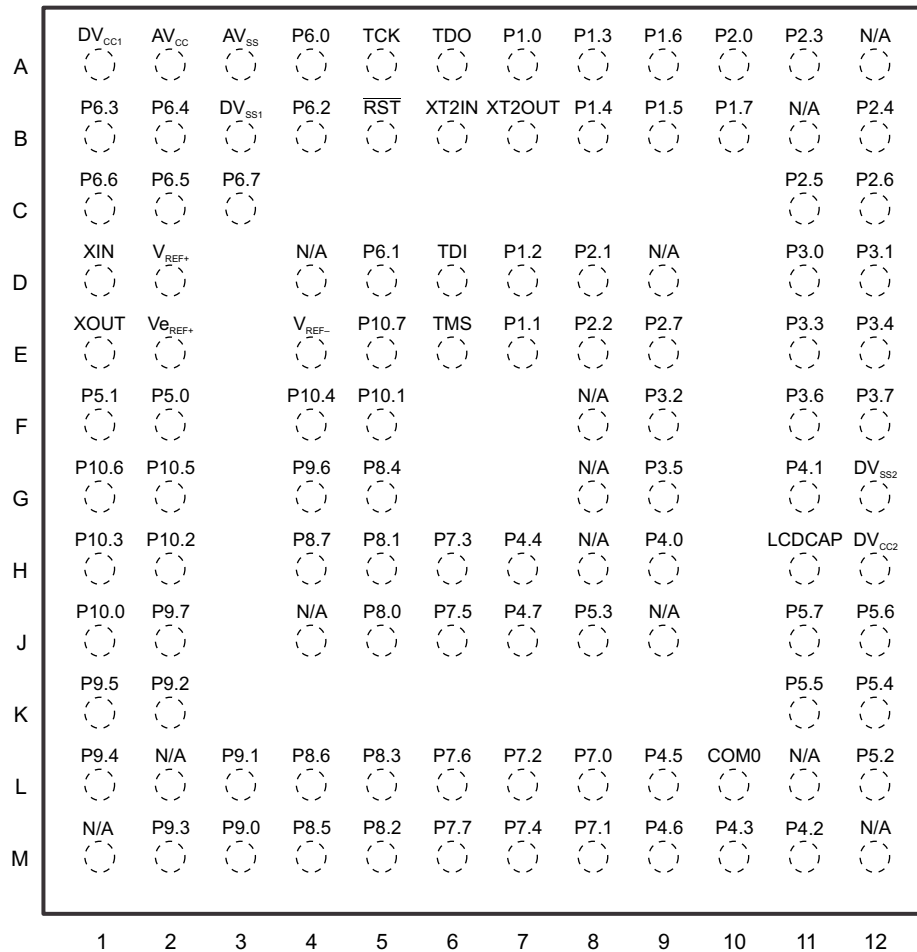 DVCC1 AVCC AVSS P6.0 TCK TDO P1.0 P1.3 P1.6 P2.0 P2.3 N/A
A
P6.3 P6.4 DVSS1 P6.2 RST XT2IN XT2OUT P1.4 P1.5 P1.7 N/A P2.4
B
P6.6 P6.5 P6.7 P2.5 P2.6
C
XIN VREF+ N/A P6.1 TDI P1.2 P2.1 N/A P3.0 P3.1
D
XOUT VeREF+ VREF– P10.7 TMS P1.1 P2.2 P2.7 P3.3 P3.4
E
P5.1 P5.0 P10.4 P10.1 N/A P3.2 P3.6 P3.7
F
P10.6 P10.5 P9.6 P8.4 N/A P3.5 P4.1 DVSS2
G
P10.3 P10.2 P8.7 P8.1 P7.3 P4.4 N/A P4.0 LCDCAP DVCC2
H
P10.0 P9.7 N/A P8.0 P7.5 P4.7 P5.3 N/A P5.7 P5.6
J
P9.5 P9.2 P5.5 P5.4
K
P9.4 N/A P9.1 P8.6 P8.3 P7.6 P7.2 P7.0 P4.5 COM0 N/A P5.2
L
N/A P9.3 P9.0 P8.5 P8.2 P7.7 P7.4 P7.1 P4.6 P4.3 P4.2 N/A
M
1 2 3 4 5 6 7 8 9 10 11 12